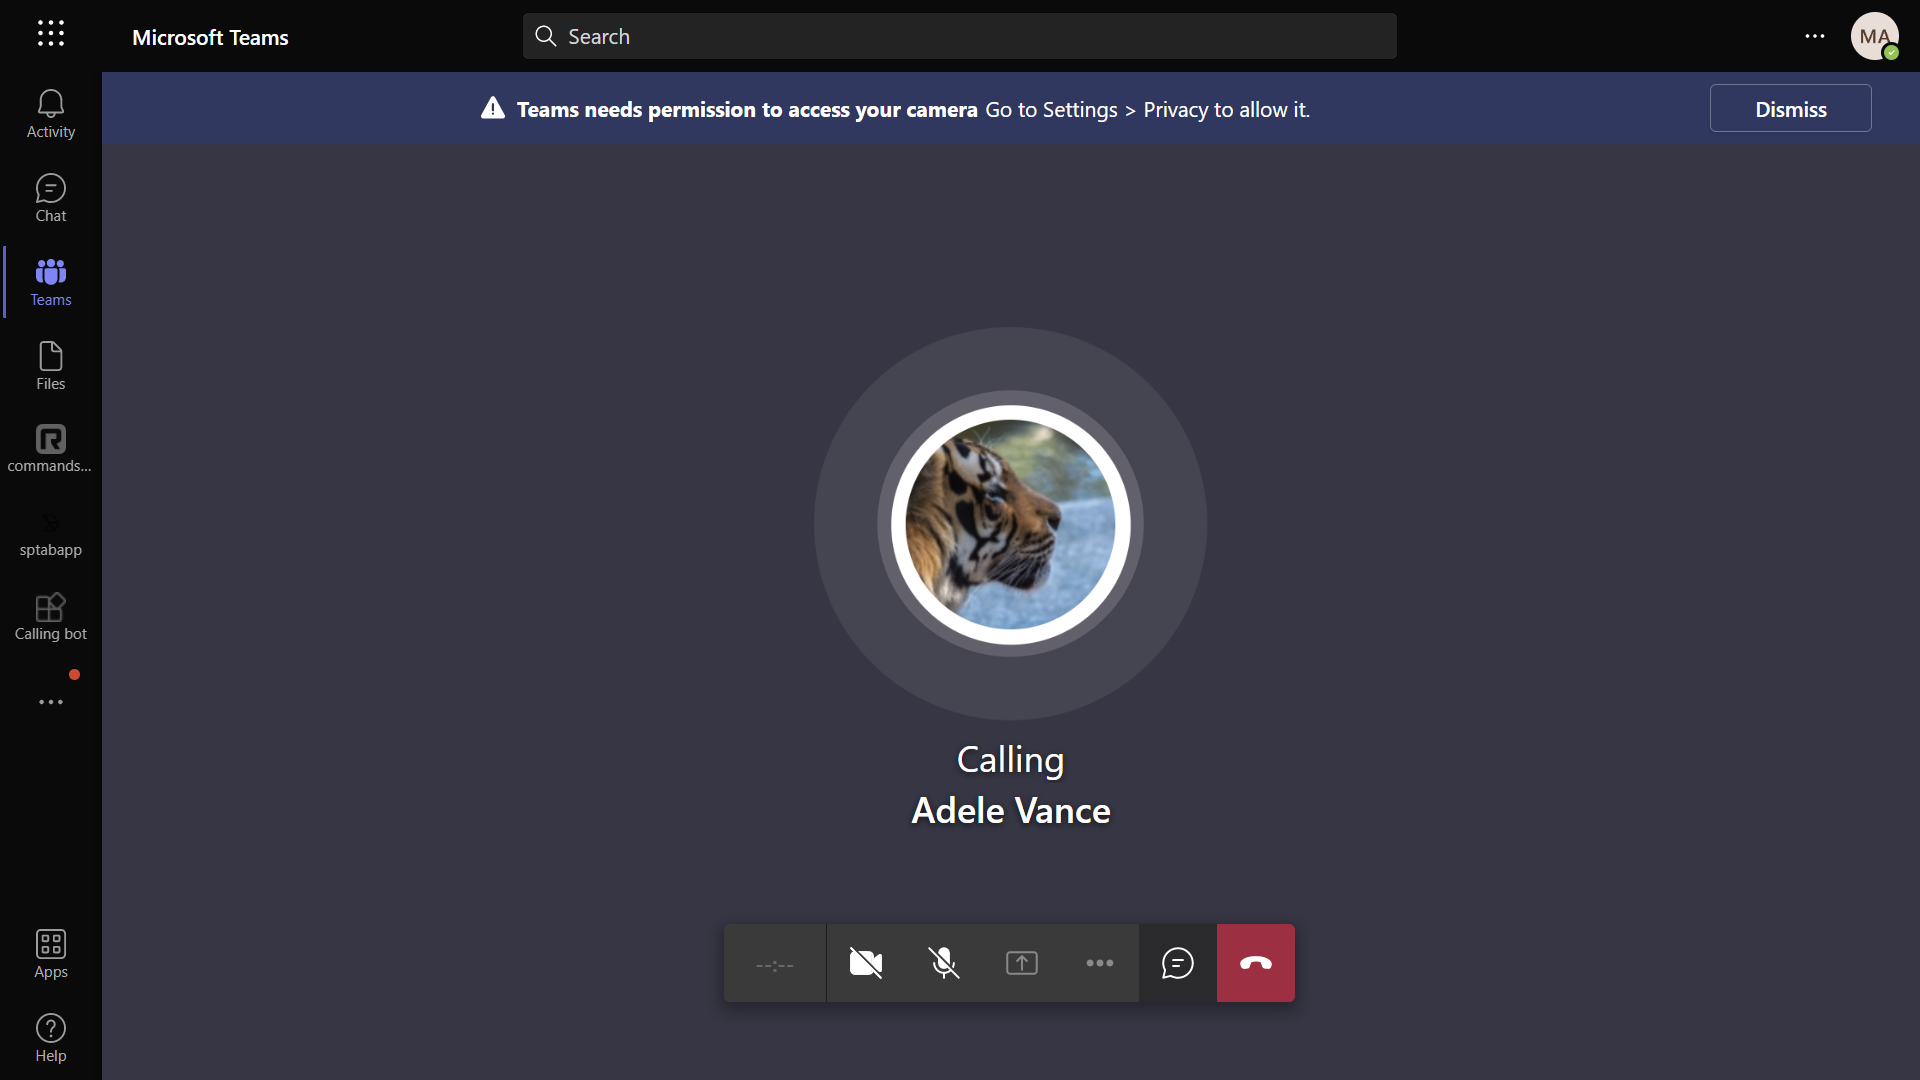 Microsoft Teams
Search
MA
Teams needs permission to access your camera Go to Settings > Privacy to allow it.
Dismiss
Activity
Chat
Teams
Files
commands...
sptabapp
Calling bot
Calling
Adele Vance
--:--
Apps
Help